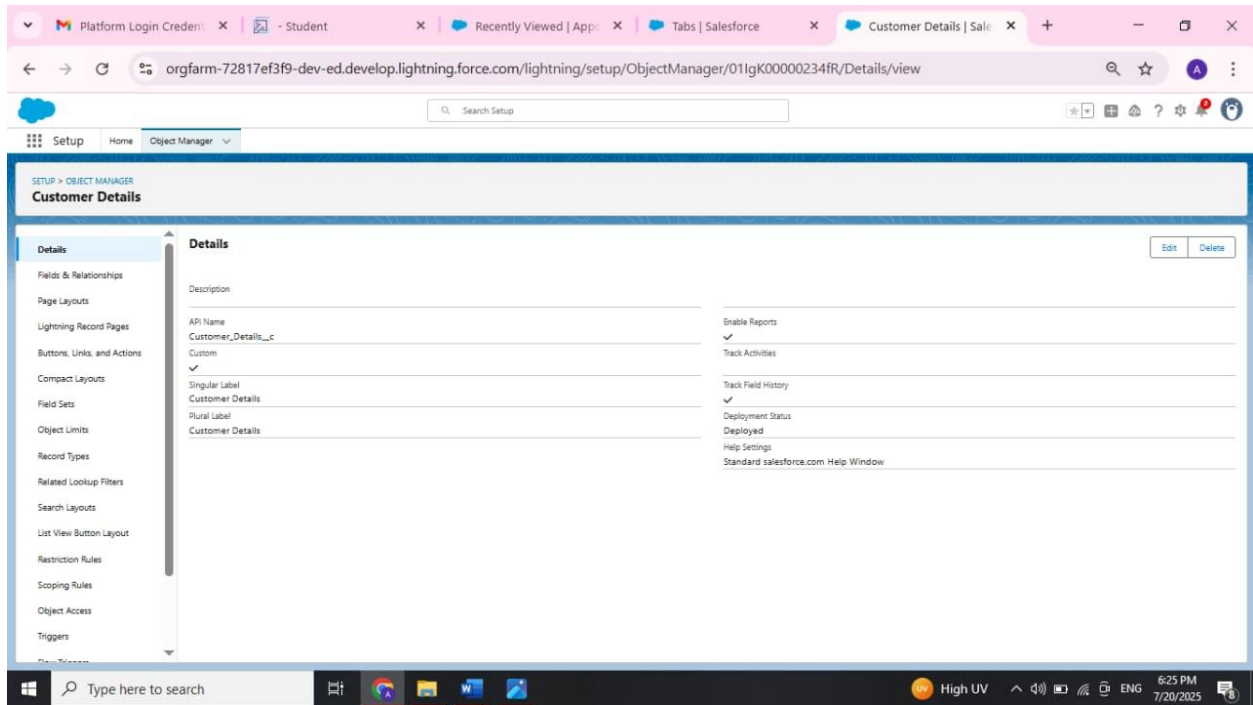 Platform Login Credent
- Student
Recently Viewed | Appo
Tabs | Salesforce
Customer Details | Sale
orgfarm-72817ef3f9-dev-ed.develop.lightning.force.com/lightning/setup/ObjectManager/01IgK00000234fR/Details/view
A
Search Setup
2
Setup
Home
Object Manager
SETUP > OBJECT MANAGER
Customer Details
Details
Fields & Relationships
Page Layouts
Lightning Record Pages
Buttons, Links, and Actions
Compact Layouts
Field Sets
Object Limits
Record Types
Related Lookup Filters
Search Layouts
List View Button Layout
Restriction Rules
Scoping Rules
Object Access
Triggers
Details
Edit
Delete
Description
API Name
Customer_Details__c
Custom
Singular Label
Customer Details
Plural Label
Customer Details
Enable Reports
Track Activities
Track Field History
Deployment Status
Deployed
Help Settings
Standard salesforce.com Help Window
Type here to search
UV
High UV
ENG
6:25 PM
7/20/2025
8